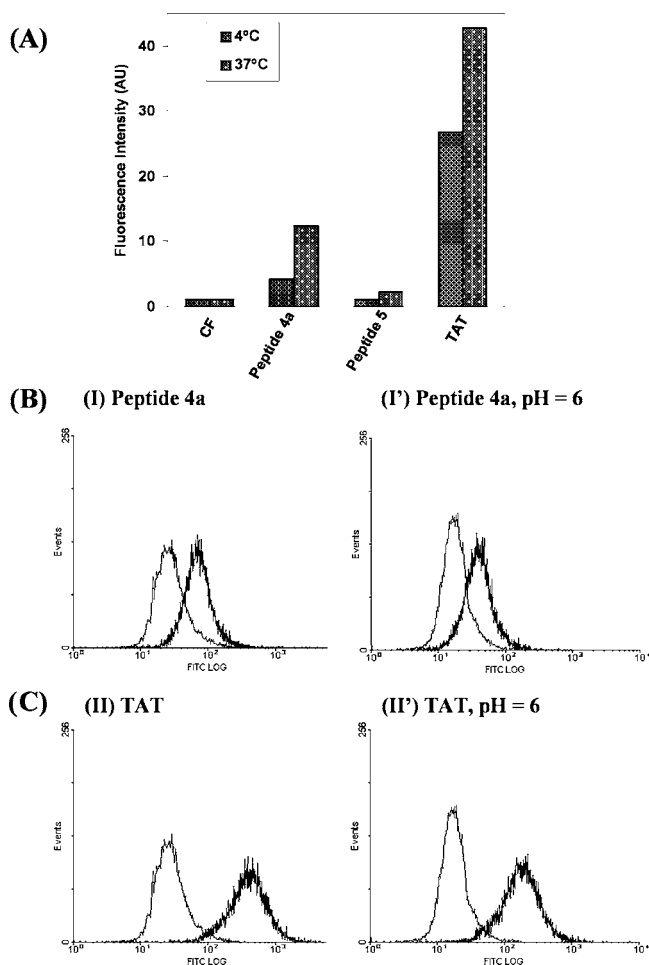 (A)
4ºC
37ºC
Fluorescence Intensity (AU)
40
30
20
10
0
CF
Peptide 4a
Peptide 5
TAT
(B)
(I) Peptide 4a
(I') Peptide 4a, pH = 6
256
Events
0
10⁰ 10¹ 10² 10³
FITC LOG
256
Events
0
10⁰ 10¹ 10² 10³ 10⁴
FITC LOG
(C)
(II) TAT
(II') TAT, pH = 6
256
Events
0
10⁰ 10¹ 10² 10³
FITC LOG
256
Events
0
10⁰ 10¹ 10² 10³ 10⁴
FITC LOG